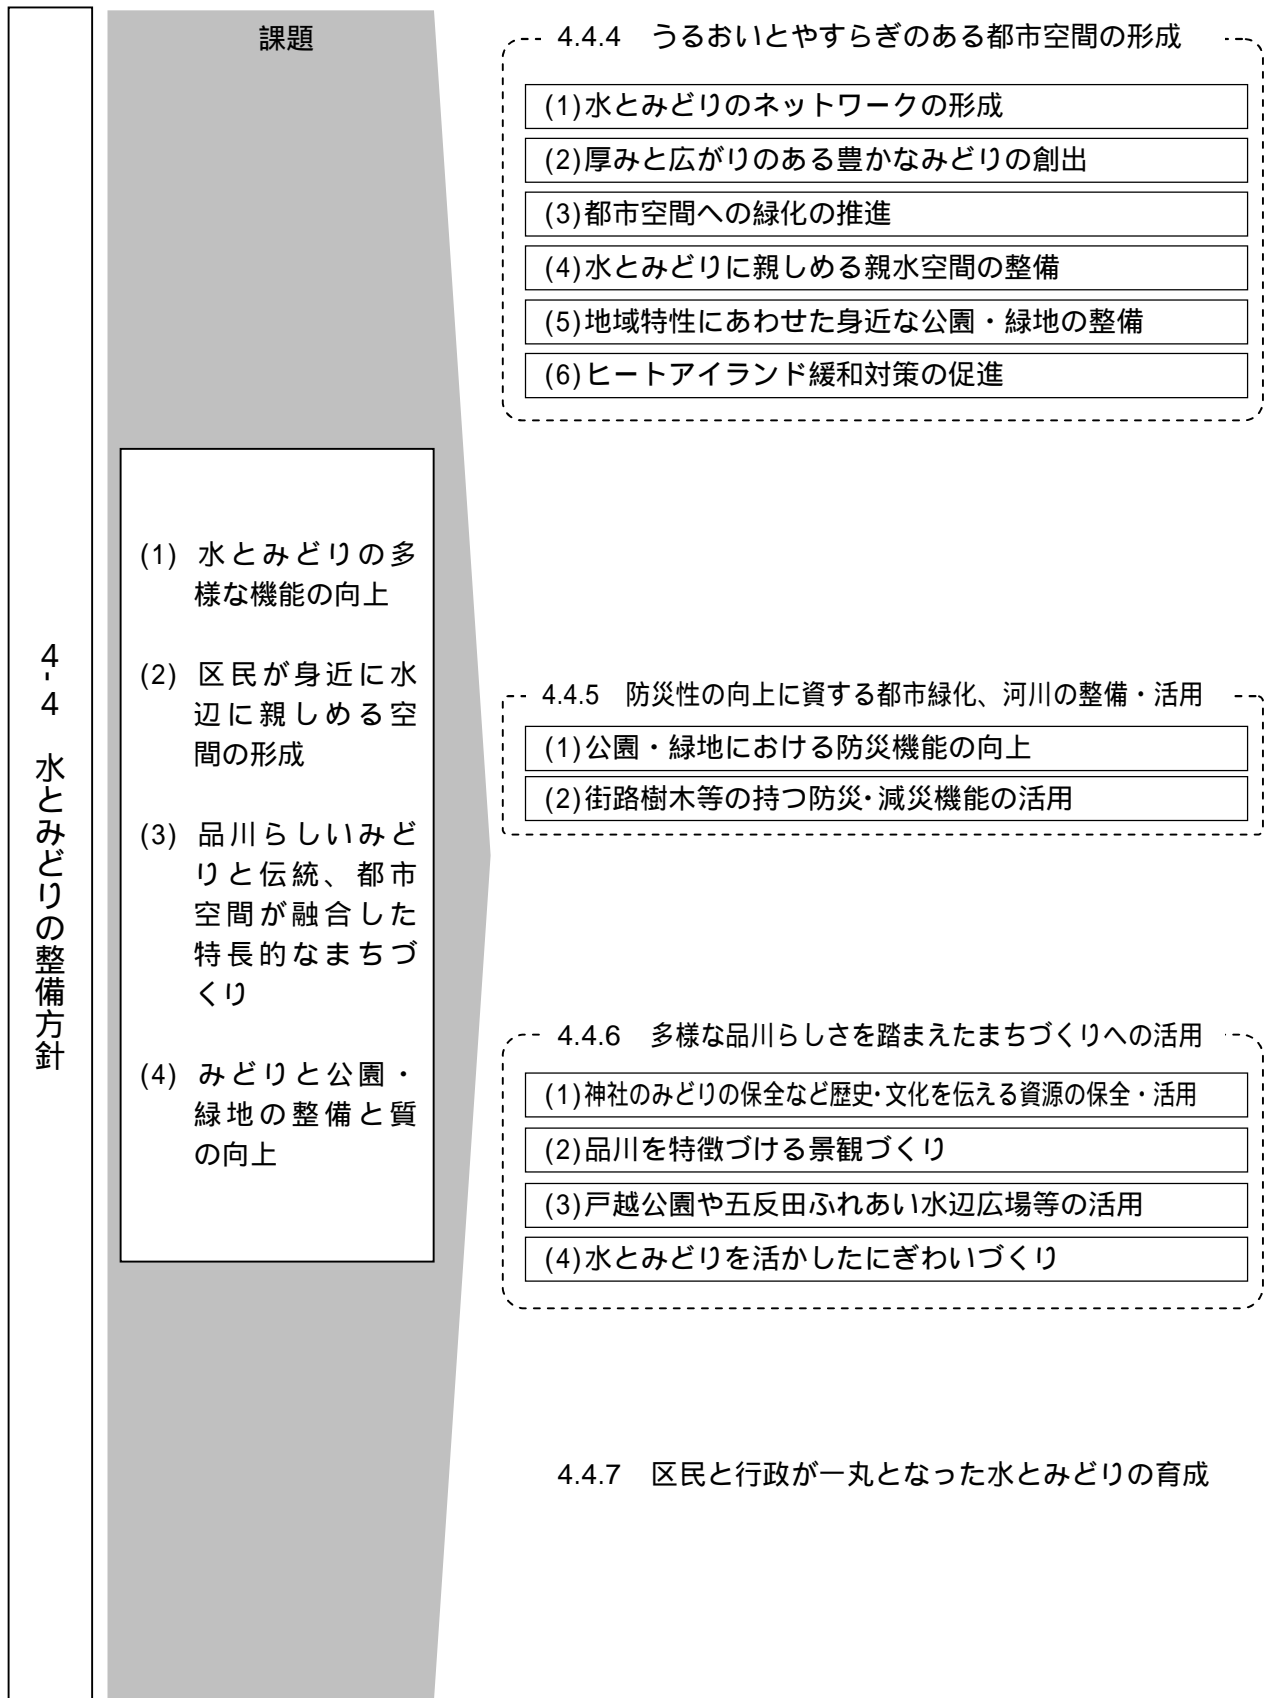 4-4 水とみどりの整備方針
課題
(1) 水とみどりの多
様な機能の向上
(2) 区民が身近に水
辺に親しめる空
間の形成
(3) 品川らしいみど
りと伝統、都市
空間が融合した
特長的なまちづ
くり
(4) みどりと公園・
緑地の整備と質
の向上
4.4.4 うるおいとやすらぎのある都市空間の形成
(1)水とみどりのネットワークの形成
(2)厚みと広がりのある豊かなみどりの創出
(3)都市空間への緑化の推進
(4)水とみどりに親しめる親水空間の整備
(5)地域特性にあわせた身近な公園・緑地の整備
(6)ヒートアイランド緩和対策の促進
4.4.5 防災性の向上に資する都市緑化、河川の整備・活用
(1)公園・緑地における防災機能の向上
(2)街路樹木等の持つ防災・減災機能の活用
4.4.6 多様な品川らしさを踏まえたまちづくりへの活用
(1)神社のみどりの保全など歴史・文化を伝える資源の保全・活用
(2)品川を特徴づける景観づくり
(3)戸越公園や五反田ふれあい水辺広場等の活用
(4)水とみどりを活かしたにぎわいづくり
4.4.7 区民と行政が一丸となった水とみどりの育成